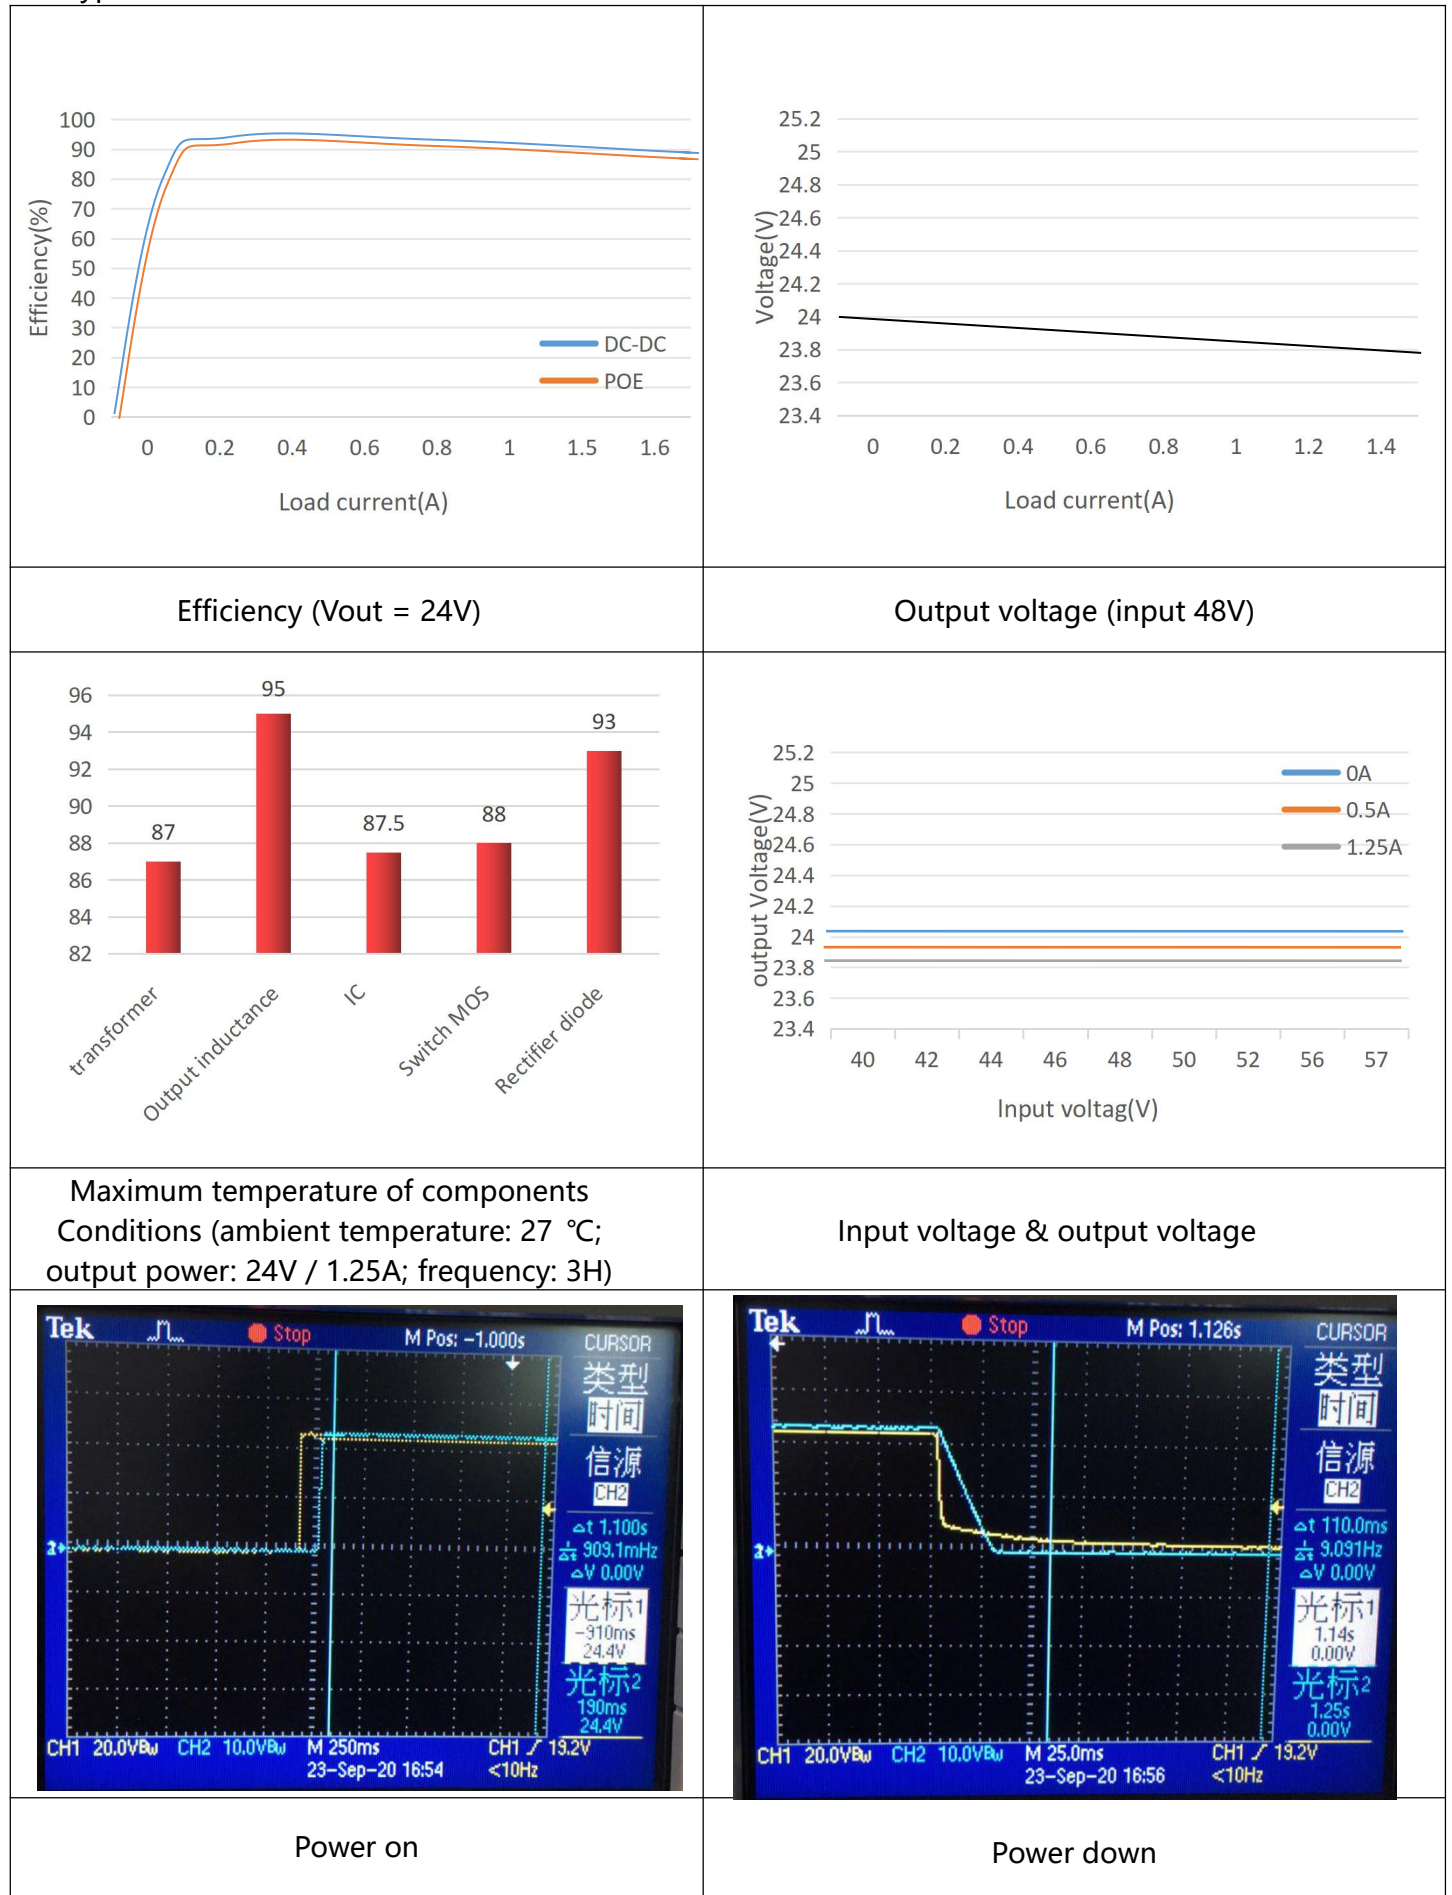 100
90
80
70
60
50
40
30
20
10
0
Efficiency(%)
DC-DC
POE
0 0.2 0.4 0.6 0.8 1 1.5 1.6
Load current(A)
25.2
25
24.8
24.6
24.4
24.2
24
23.8
23.6
23.4
Voltage(V)
0 0.2 0.4 0.6 0.8 1 1.2 1.4
Load current(A)
Efficiency (Vout = 24V)
Output voltage (input 48V)
96
94
92
90
88
86
84
82
87
95
87.5
88
93
transformer
Output inductance
IC
Switch MOS
Rectifier diode
25.2
25
24.8
24.6
24.4
24.2
24
23.8
23.6
23.4
output Voltage(V)
0A
0.5A
1.25A
40 42 44 46 48 50 52 56 57
Input voltag(V)
Maximum temperature of components
Conditions (ambient temperature: 27 ℃;
output power: 24V / 1.25A; frequency: 3H)
Input voltage & output voltage
Tek Stop M Pos: -1.000s CURSOR
类型
时间
信源
CH2
△t 1.100s
909.1mHz
△V 0.00V
光标1
-910ms
24.4V
光标2
190ms
24.4V
CH1 20.0VBW CH2 10.0VBW M 250ms CH1 19.2V
23-Sep-20 16:54 <10Hz
Tek Stop M Pos: 1.126s CURSOR
类型
时间
信源
CH2
△t 110.0ms
9.091Hz
△V 0.00V
光标1
1.14s
0.00V
光标2
1.25s
0.00V
CH1 20.0VBW CH2 10.0VBW M 25.0ms CH1 19.2V
23-Sep-20 16:56 <10Hz
Power on
Power down